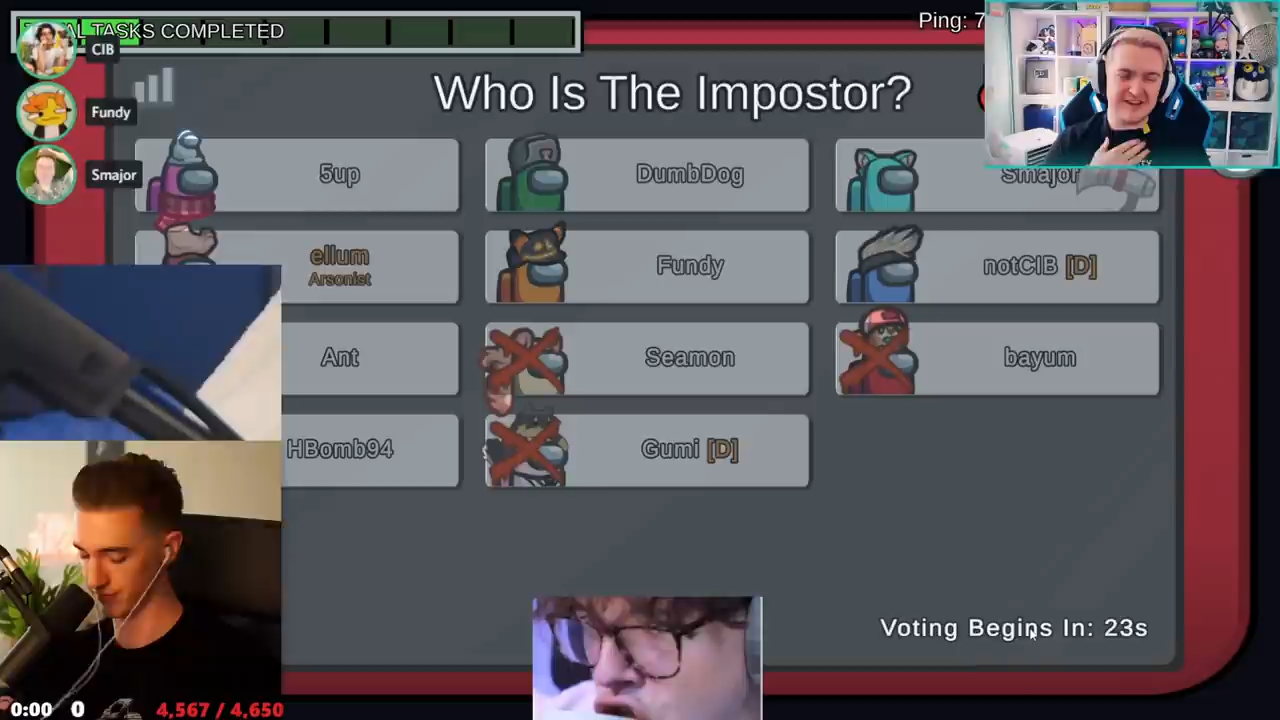 TASKS COMPLETED
Ping: 7
CIB
Who Is The Impostor?
Fundy
Smajor
5up
DumbDog
Smajor
ellum
Arsonist
Fundy
notCIB [D]
Ant
Seamon
bayum
HBomb94
Gumi [D]
Voting Begins In: 23s
0:00 0 4,567 / 4,650